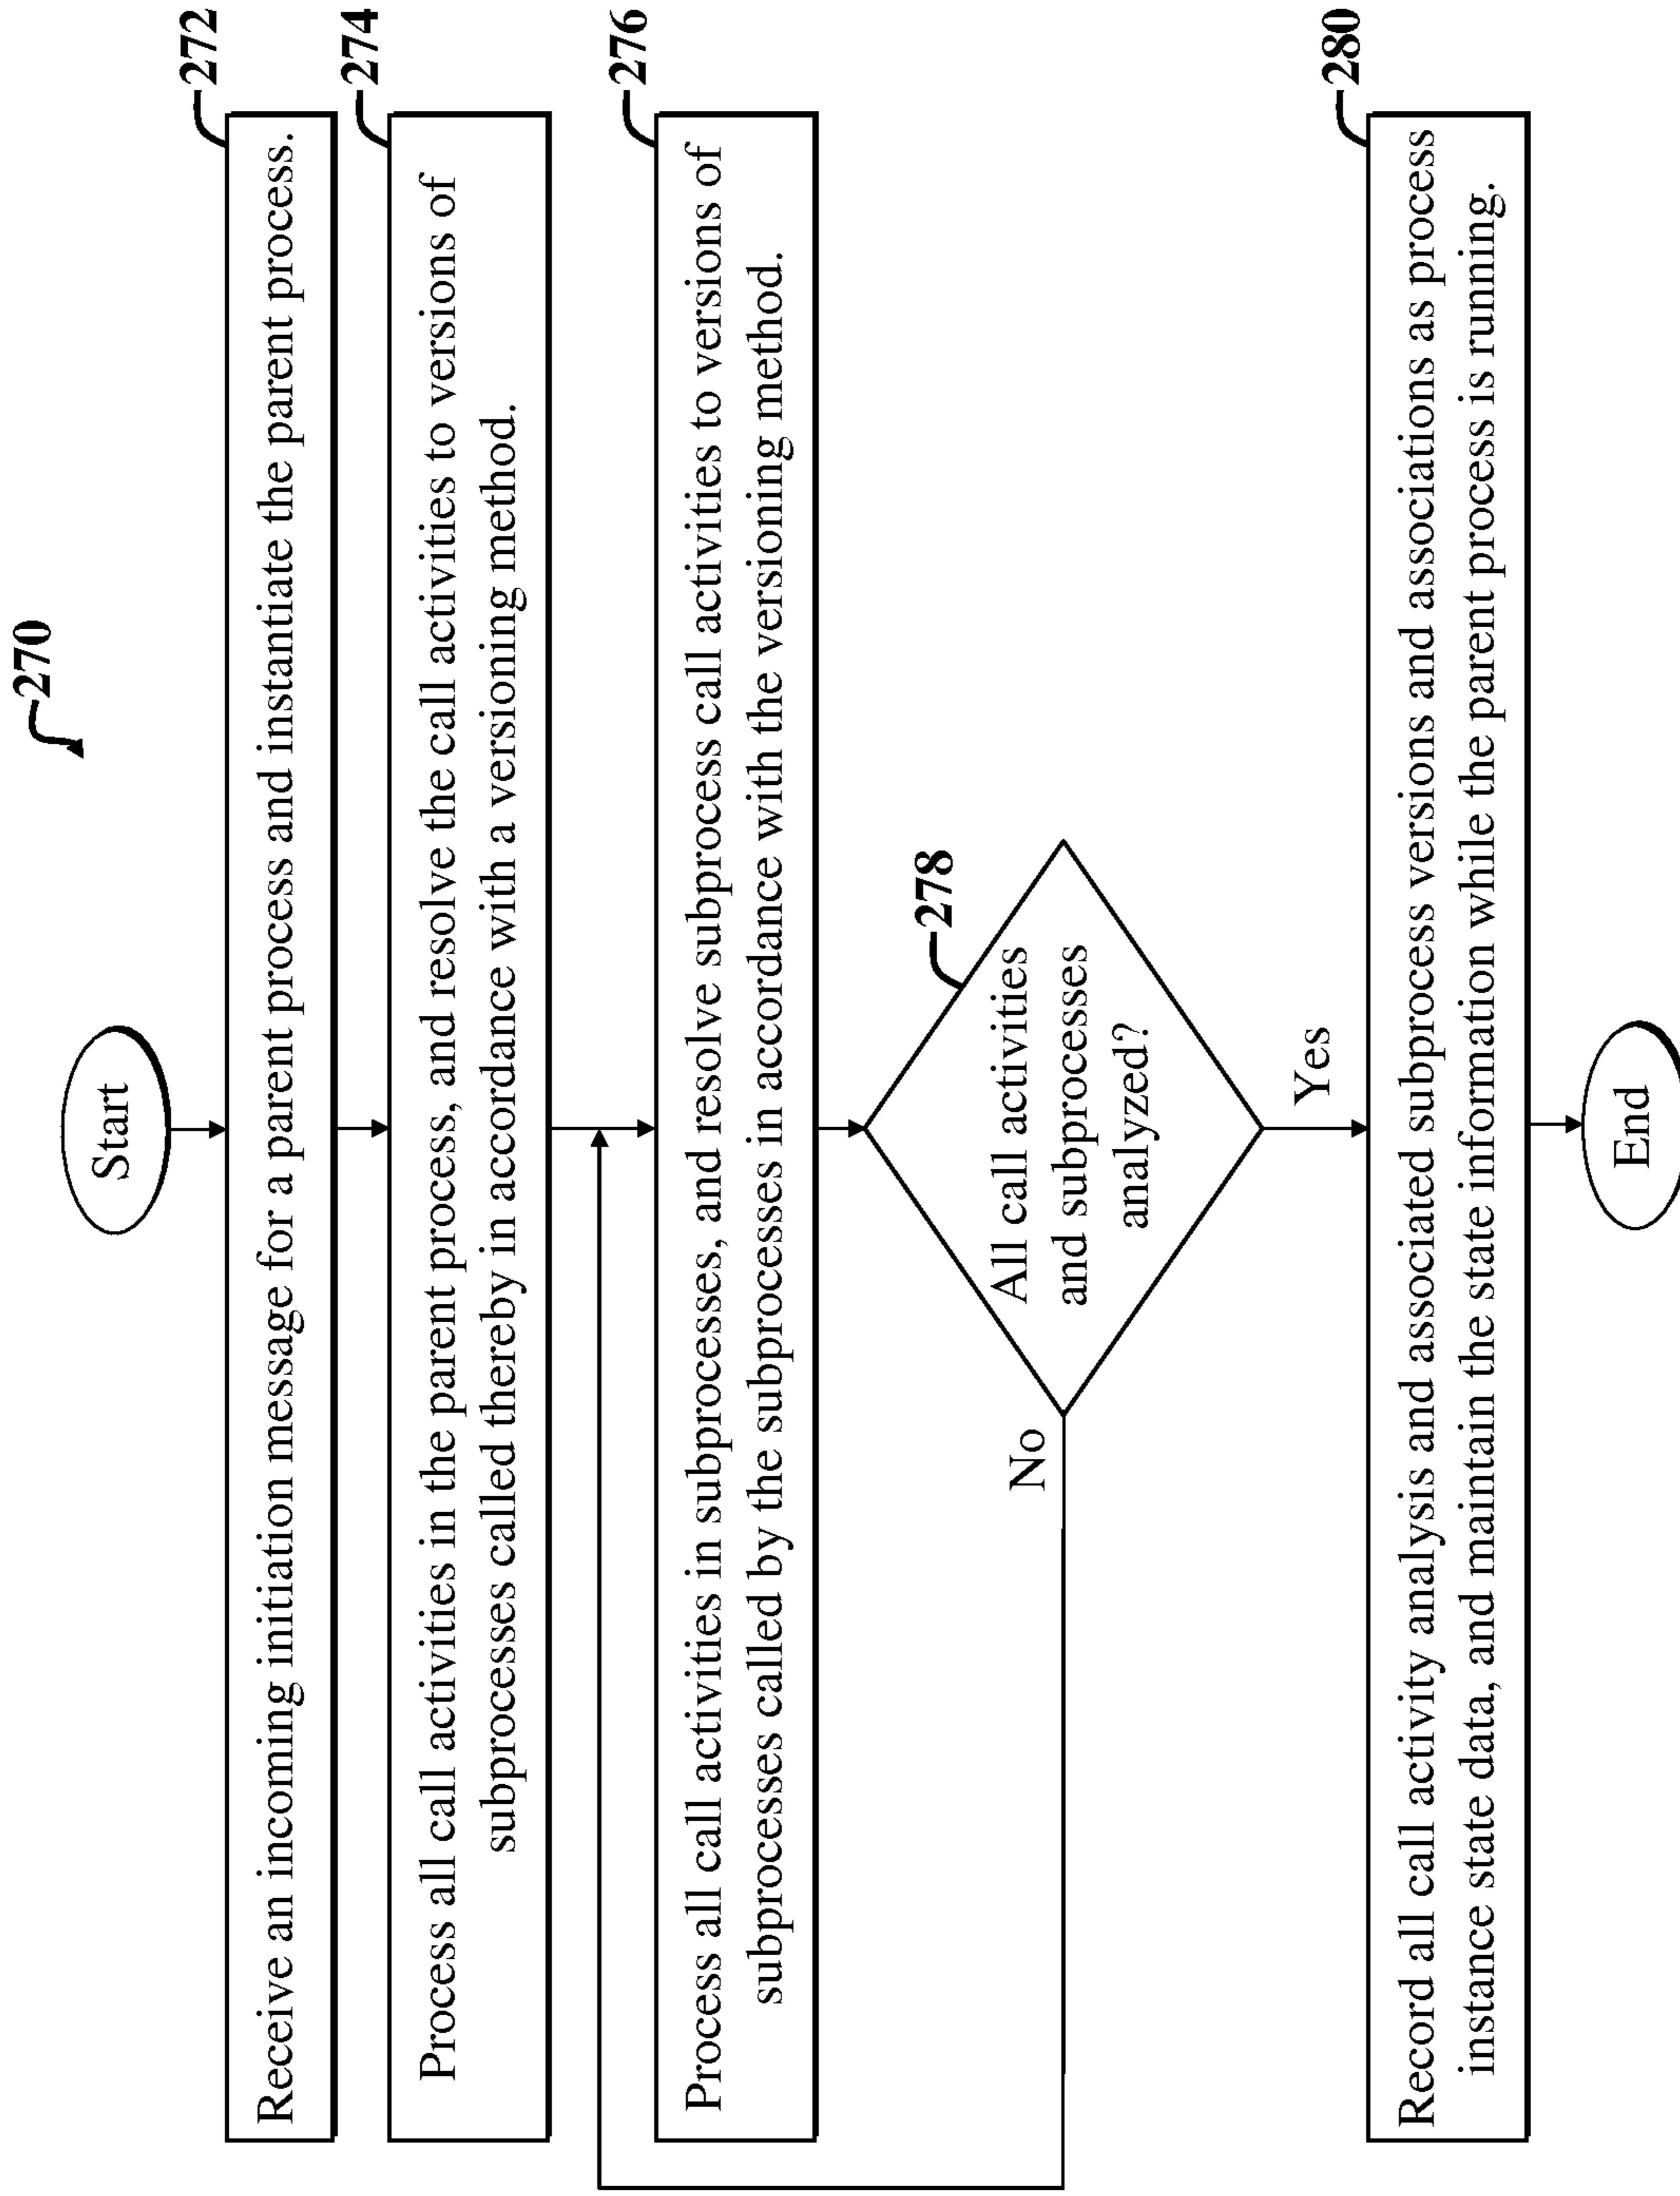 270
Start
272
Receive an incoming initiation message for a parent process and instantiate the parent process.
274
Process all call activities in the parent process, and resolve the call activities to versions of
subprocesses called thereby in accordance with a versioning method.
276
Process all call activities in subprocesses, and resolve subprocess call activities to versions of
subprocesses called by the subprocesses in accordance with the versioning method.
278
All call activities
and subprocesses
analyzed?
No
Yes
280
Record all call activity analysis and associated subprocess versions and associations as process
instance state data, and maintain the state information while the parent process is running.
End